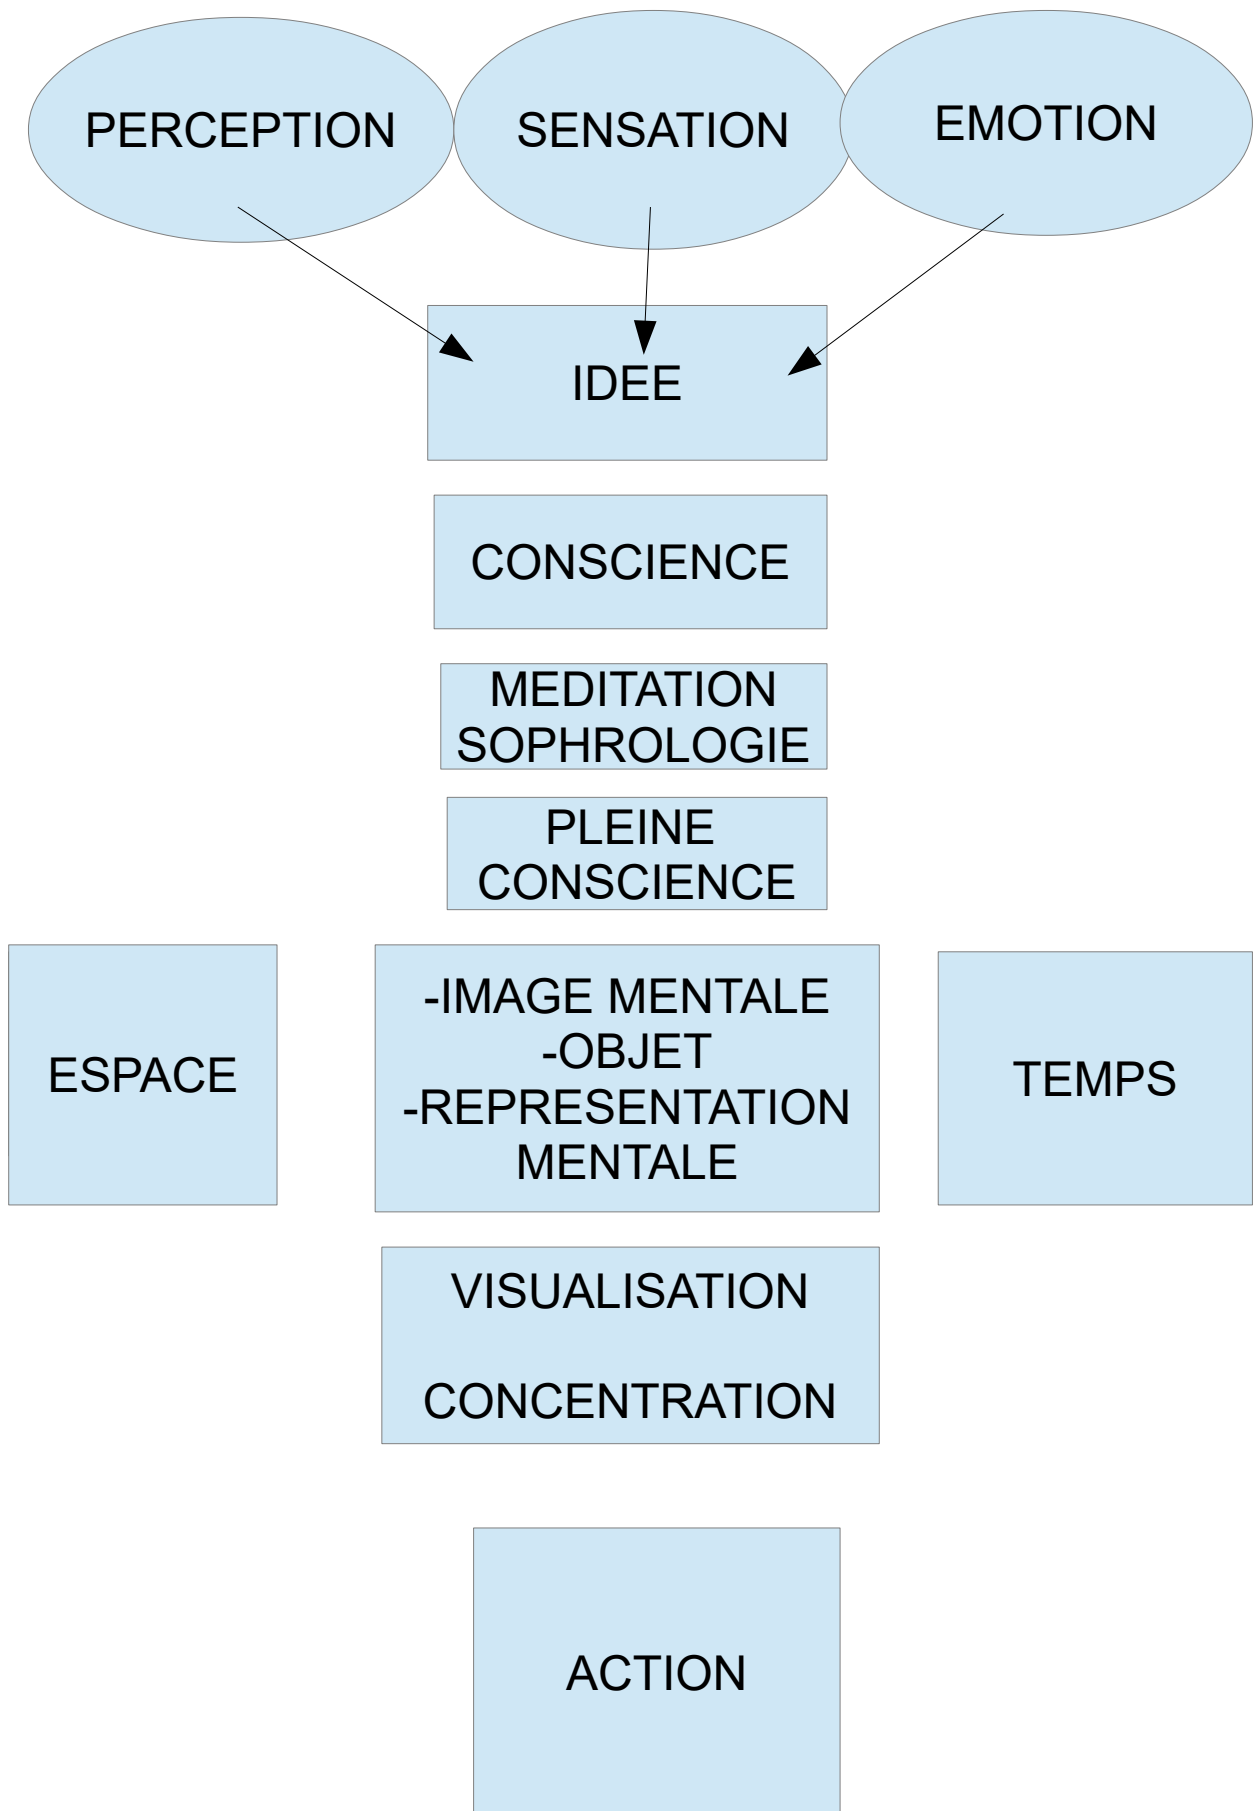 PERCEPTION
SENSATION
EMOTION
IDEE
CONSCIENCE
MEDITATION
SOPHROLOGIE
PLEINE
CONSCIENCE
ESPACE
-IMAGE MENTALE
-OBJET
-REPRESENTATION
MENTALE
TEMPS
VISUALISATION
CONCENTRATION
ACTION